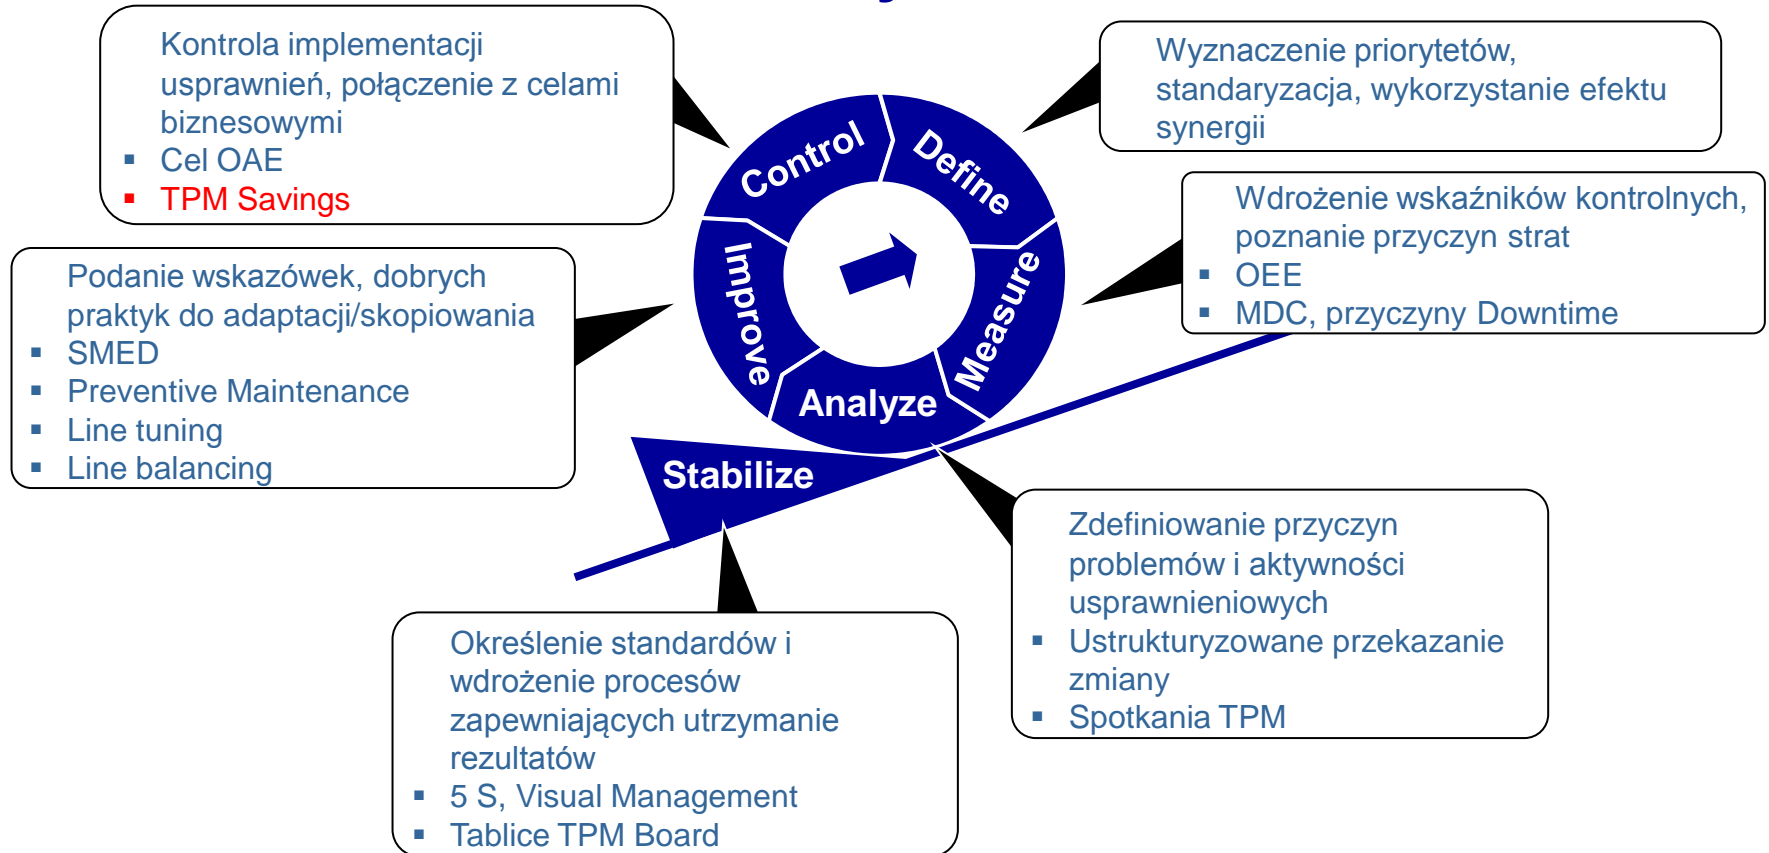 Kontrola implementacji
usprawnień, połączenie z celami
biznesowymi
▪ Cel OAE
▪ TPM Savings
Wyznaczenie priorytetów,
standaryzacja, wykorzystanie efektu
synergii
Control
Define
Measure
Analyze
Improve
Stabilize
Wdrożenie wskaźników kontrolnych,
poznanie przyczyn strat
▪ OEE
▪ MDC, przyczyny Downtime
Podanie wskazówek, dobrych
praktyk do adaptacji/skopiowania
▪ SMED
▪ Preventive Maintenance
▪ Line tuning
▪ Line balancing
Zdefiniowanie przyczyn
problemów i aktywności
usprawnieniowych
▪ Ustrukturyzowane przekazanie
zmiany
▪ Spotkania TPM
Określenie standardów i
wdrożenie procesów
zapewniających utrzymanie
rezultatów
▪ 5 S, Visual Management
▪ Tablice TPM Board